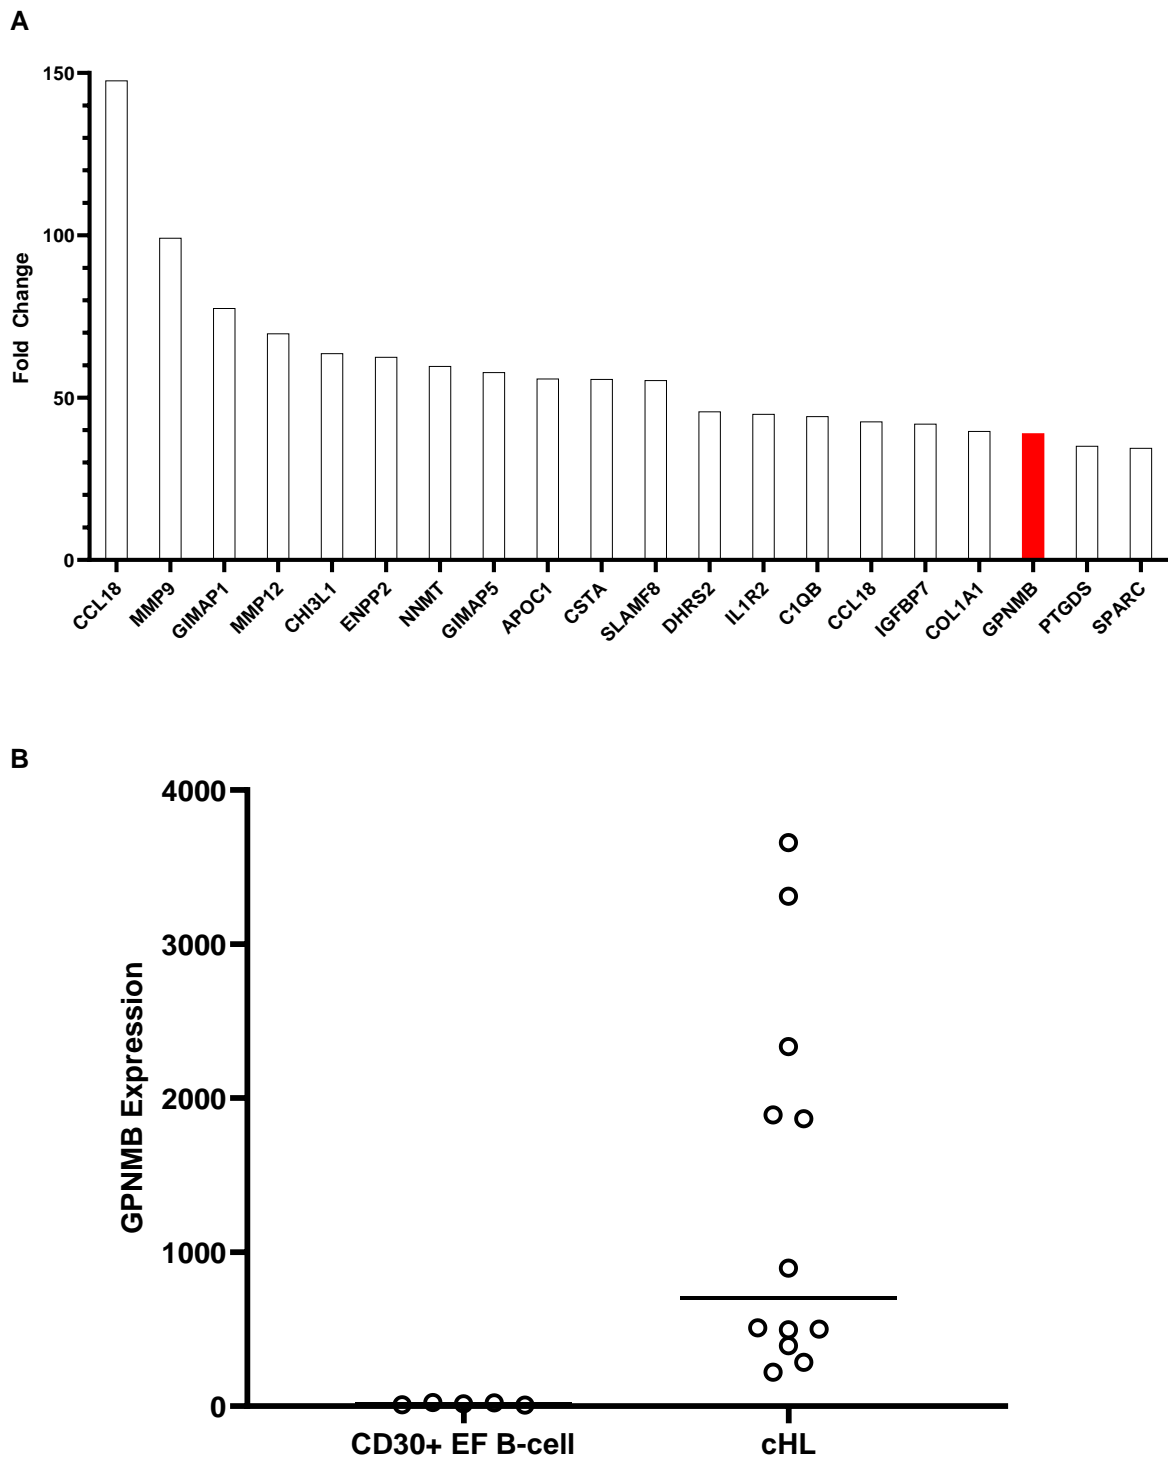 A
150
100
50
0
Fold Change
CCL18
MMP9
GIMAP1
MMP12
CHI3L1
ENPP2
NNMT
GIMAP5
APOC1
CSTA
SLAMF8
DHRS2
IL1R2
C1QB
CCL18
IGFBP7
COL1A1
GPNMB
PTGDS
SPARC
B
4000
3000
2000
1000
0
GPNMB Expression
CD30+ EF B-cell
cHL